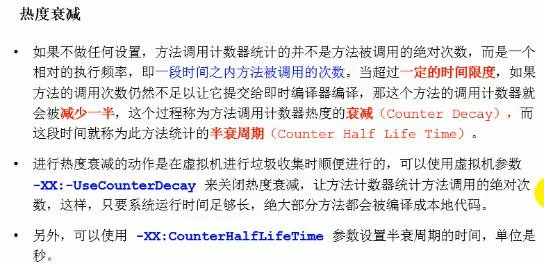 热度衰减
• 如果不做任何设置，方法调用计数器统计的并不是方法被调用的绝对次数，而是一个
相对的执行频率，即一段时间之内方法被调用的次数。当超过一定的时间限度，如果
方法的调用次数仍然不足以让它提交给即时编译器编译，那这个方法的调用计数器就
会被减少一半，这个过程称为方法调用计数器热度的衰减（Counter Decay），而
这段时间就称为此方法统计的半衰周期（Counter Half Life Time）。
• 进行热度衰减的动作是在虚拟机进行垃圾收集时顺便进行的，可以使用虚拟机参数
-XX:-UseCounterDecay 来关闭热度衰减，让方法计数器统计方法调用的绝对次
数，这样，只要系统运行时间足够长，绝大部分方法都会被编译成本地代码。
• 另外，可以使用 -XX:CounterHalfLifeTime 参数设置半衰周期的时间，单位是
秒。